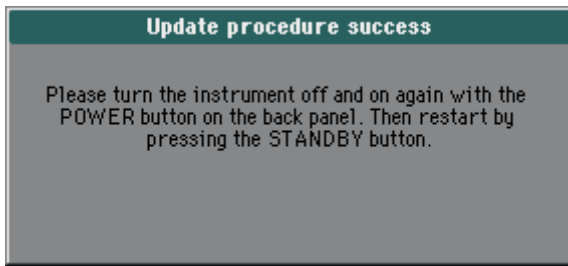 Update procedure success
Please turn the instrument off and on again with the
POWER button on the back panel. Then restart by
pressing the STANDBY button.